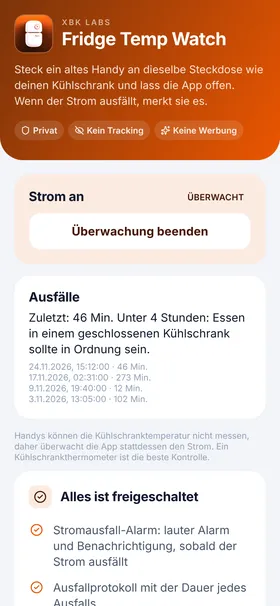 XBK LABS
Fridge Temp Watch
Steck ein altes Handy an dieselbe Steckdose wie
deinen Kühlschrank und lass die App offen.
Wenn der Strom ausfällt, merkt sie es.
Privat
Kein Tracking
Keine Werbung
Strom an
ÜBERWACHT
Überwachung beenden
Ausfälle
Zuletzt: 46 Min. Unter 4 Stunden: Essen
in einem geschlossenen Kühlschrank
sollte in Ordnung sein.
24.11.2026, 15:12:00 · 46 Min.
17.11.2026, 02:31:00 · 273 Min.
9.11.2026, 19:40:00 · 12 Min.
3.11.2026, 13:05:00 · 102 Min.
Handys können die Kühlschranktemperatur nicht messen,
daher überwacht die App stattdessen den Strom. Ein
Kühlschrankthermometer ist die beste Kontrolle.
Alles ist freigeschaltet
Stromausfall-Alarm: lauter Alarm
und Benachrichtigung, sobald der
Strom ausfällt
Ausfallprotokoll mit der Dauer jedes
Ausfalls